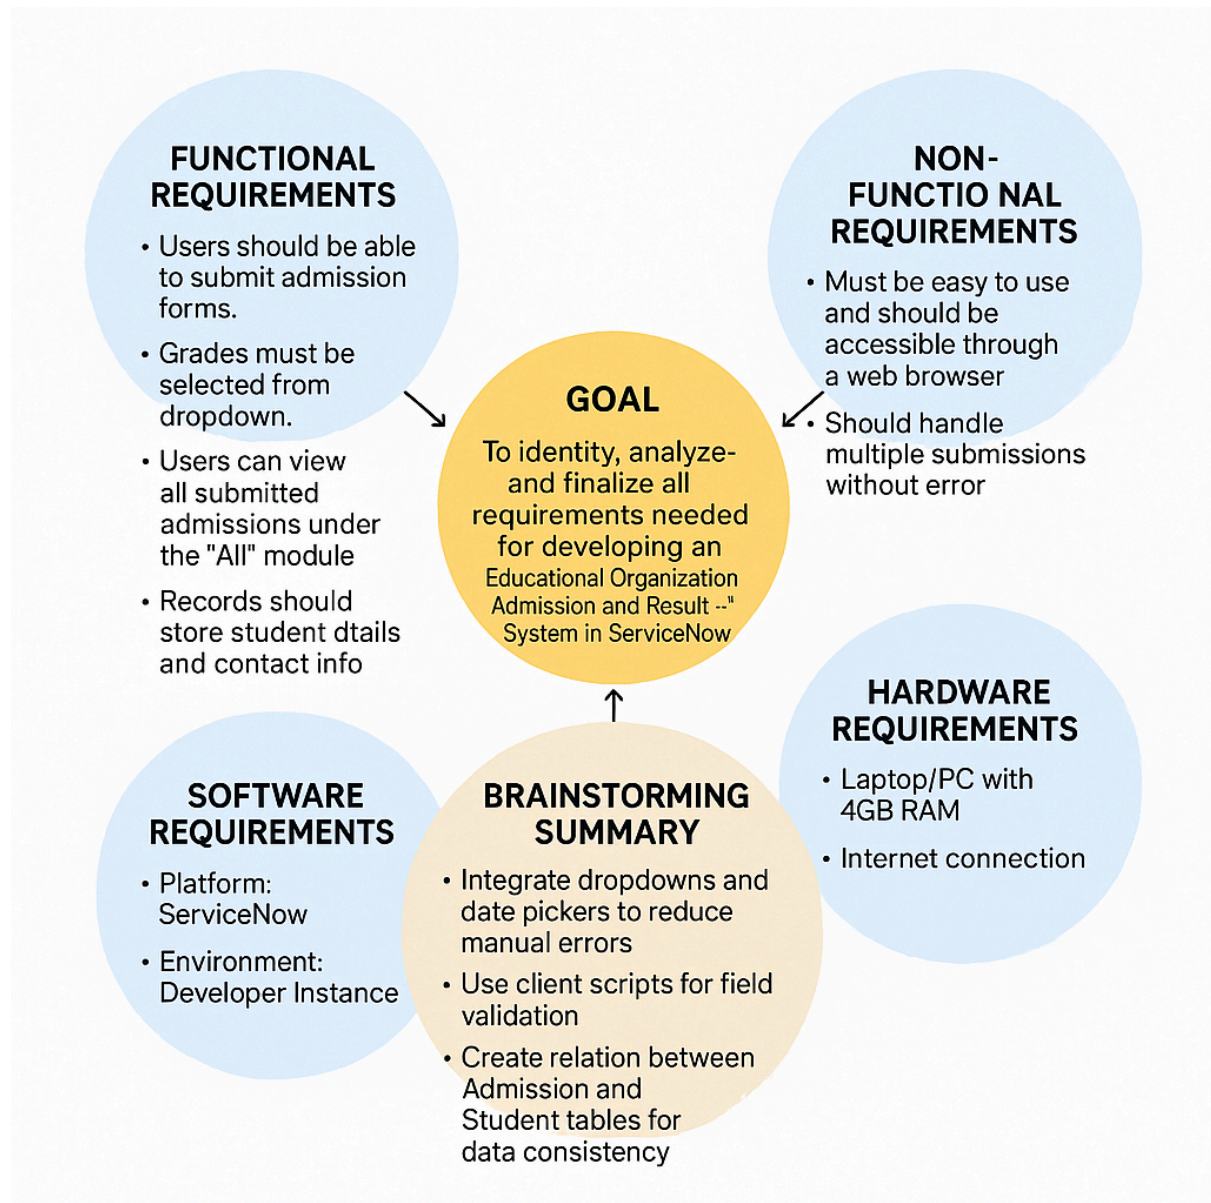 FUNCTIONAL
REQUIREMENTS
• Users should be able
to submit admission
forms.
• Grades must be
selected from
dropdown.
• Users can view
all submitted
admissions under
the "All" module
• Records should
store student dtails
and contact info
NON-
FUNCTIO NAL
REQUIREMENTS
• Must be easy to use
and should be
accessible through
a web browser
• Should handle
multiple submissions
without error
GOAL
To identity, analyze-
and finalize all
requirements needed
for developing an
Educational Organization
Admission and Result --"
System in ServiceNow
HARDWARE
REQUIREMENTS
• Laptop/PC with
4GB RAM
• Internet connection
SOFTWARE
REQUIREMENTS
• Platform:
ServiceNow
• Environment:
Developer Instance
BRAINSTORMING
SUMMARY
• Integrate dropdowns and
date pickers to reduce
manual errors
• Use client scripts for field
validation
• Create relation between
Admission and
Student tables for
data consistency